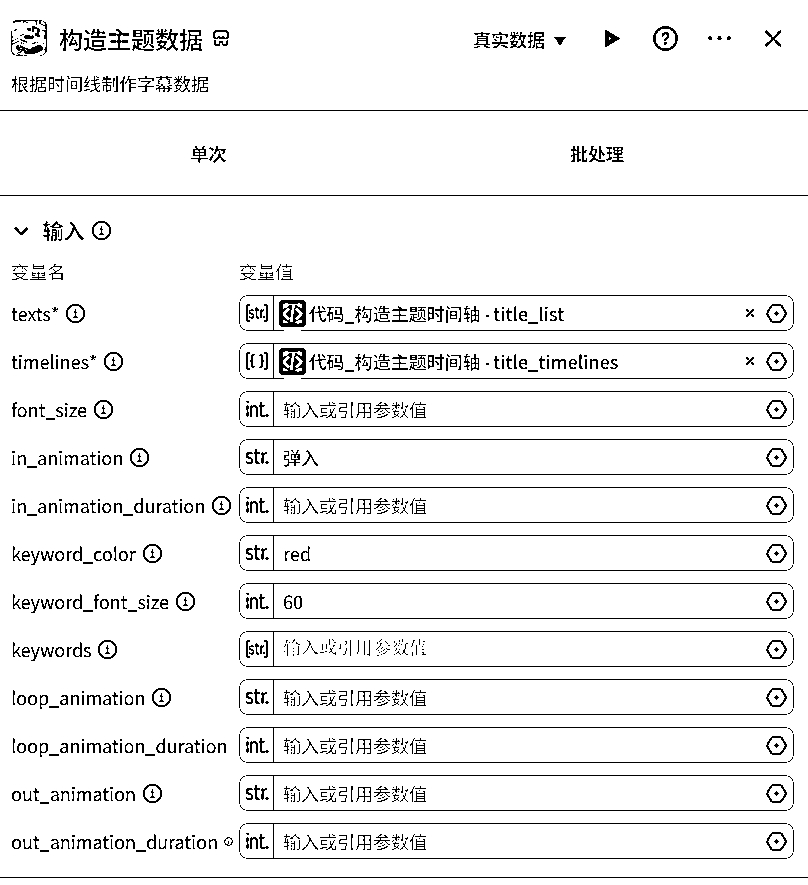 构造主题数据
真实数据
根据时间线制作字幕数据
单次 批处理
输入
变量名 变量值
texts* [str] 代码_构造主题时间轴 - title_list
timelines* [{}] 代码_构造主题时间轴 - title_timelines
font_size int. 输入或引用参数值
in_animation str. 弹入
in_animation_duration int. 输入或引用参数值
keyword_color str. red
keyword_font_size int. 60
keywords [str] 输入或引用参数值
loop_animation str. 输入或引用参数值
loop_animation_duration int. 输入或引用参数值
out_animation str. 输入或引用参数值
out_animation_duration int. 输入或引用参数值